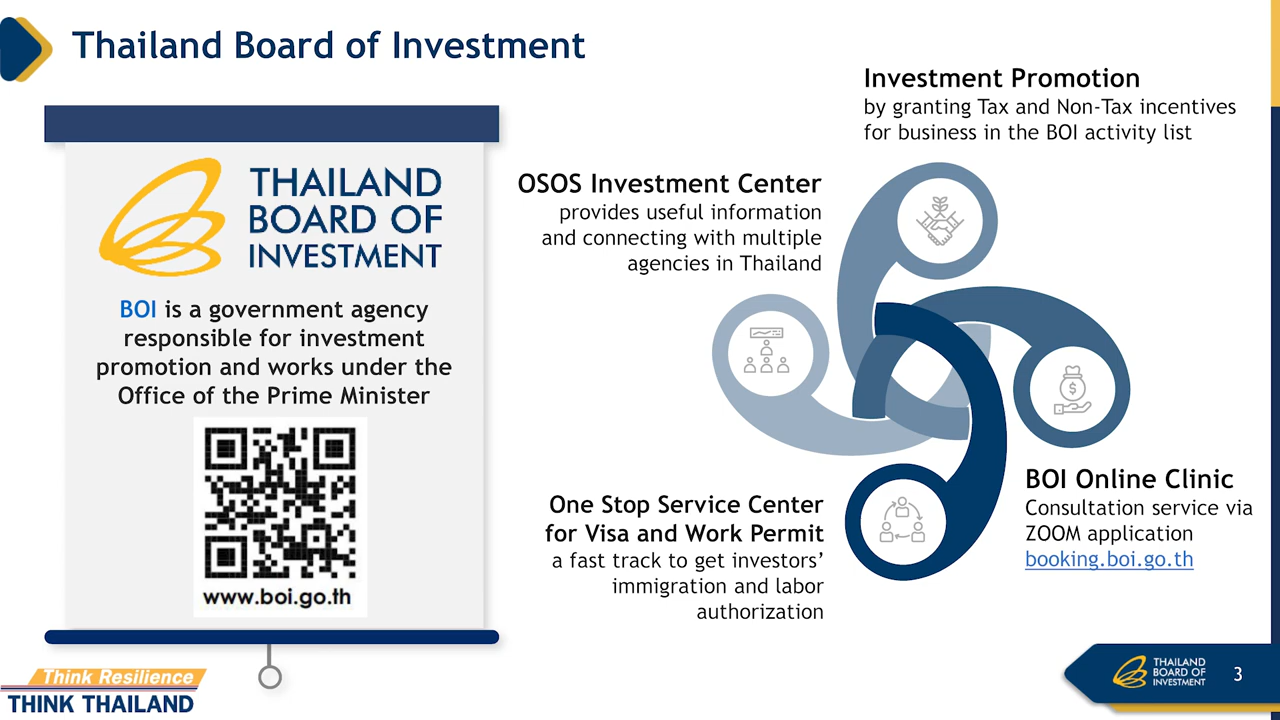 Thailand Board of Investment
THAILAND
BOARD OF
INVESTMENT
BOI is a government agency
responsible for investment
promotion and works under the
Office of the Prime Minister
www.boi.go.th
Investment Promotion
by granting Tax and Non-Tax incentives
for business in the BOI activity list
OSOS Investment Center
provides useful information
and connecting with multiple
agencies in Thailand
One Stop Service Center
for Visa and Work Permit
a fast track to get investors’
immigration and labor
authorization
$
BOI Online Clinic
Consultation service via
ZOOM application
booking.boi.go.th
Think Resilience
THINK THAILAND
THAILAND
BOARD OF
INVESTMENT
3